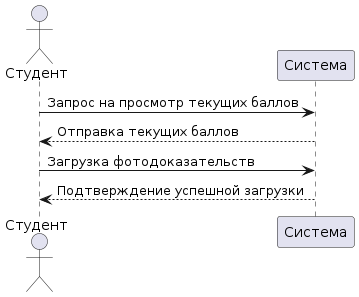 Студент
Система
Запрос на просмотр текущих баллов
Отправка текущих баллов
Загрузка фотодоказательств
Подтверждение успешной загрузки
Студент
Система